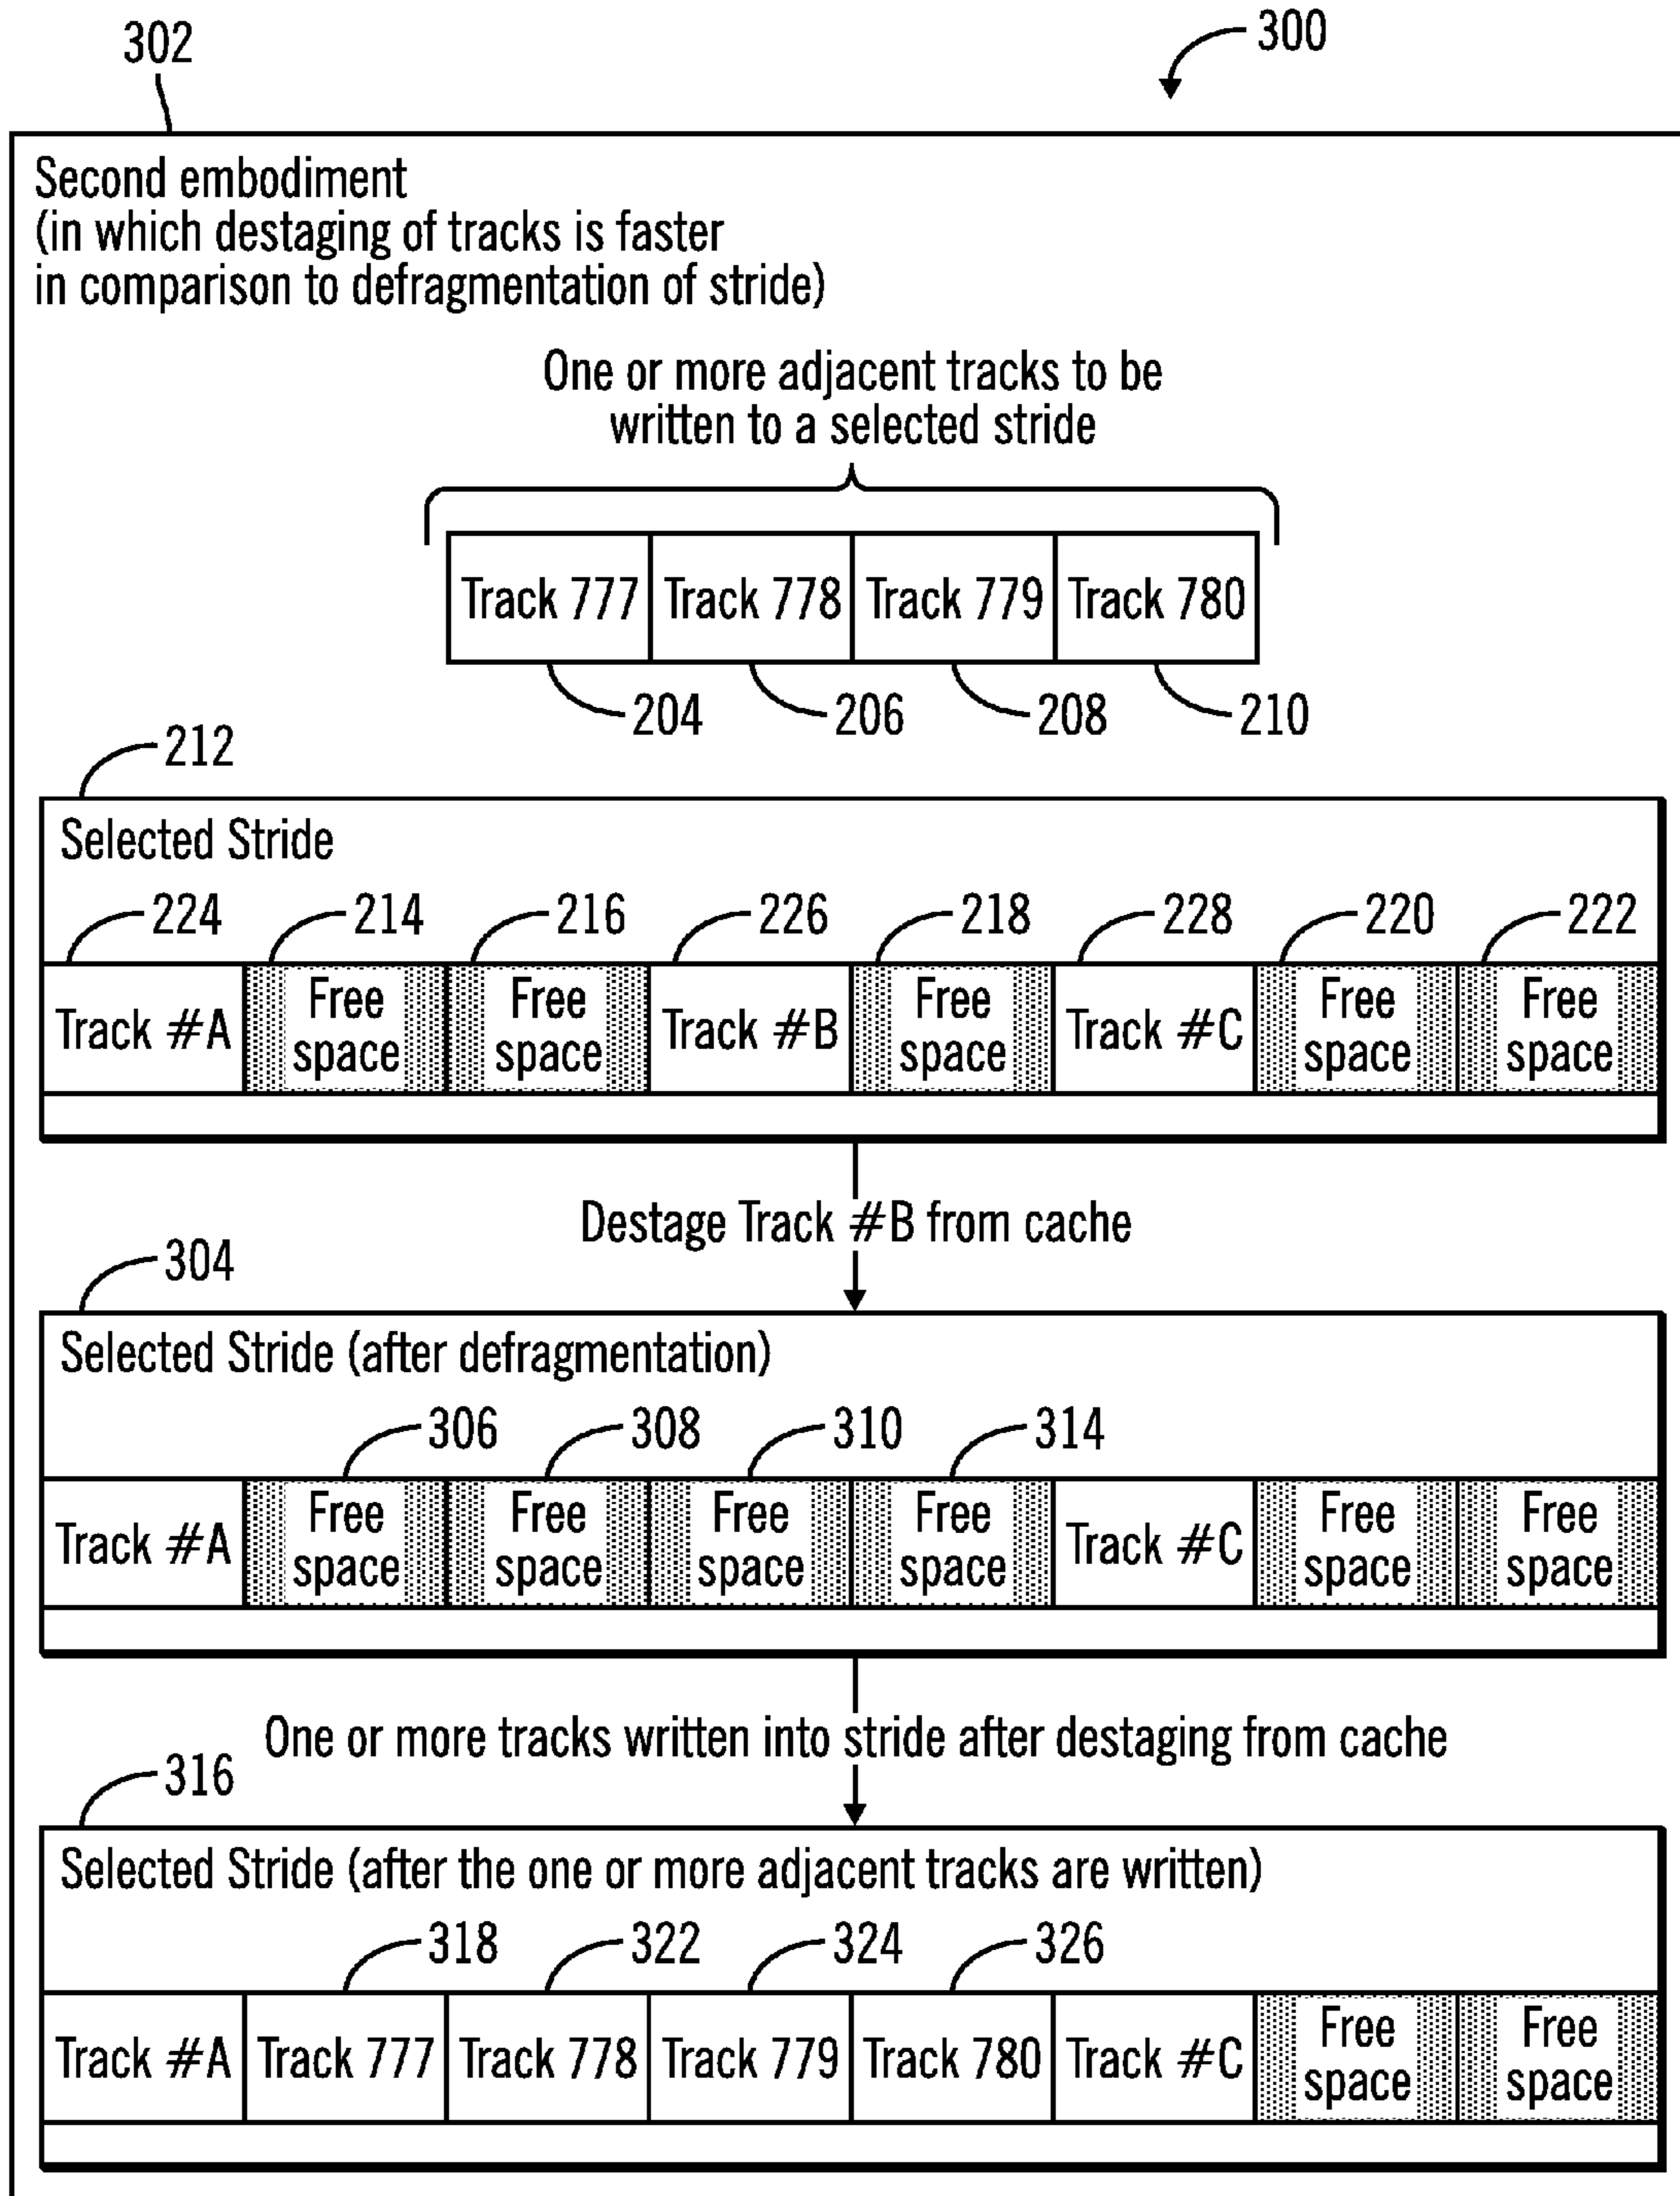 302
300
Second embodiment
(in which destaging of tracks is faster
in comparison to defragmentation of stride)
One or more adjacent tracks to be
written to a selected stride
Track 777 Track 778 Track 779 Track 780
204 206 208 210
212
Selected Stride
224 214 216 226 218 228 220 222
Track #A Free space Free space Track #B Free space Track #C Free space Free space
Destage Track #B from cache
304
Selected Stride (after defragmentation)
306 308 310 314
Track #A Free space Free space Free space Free space Track #C Free space Free space
One or more tracks written into stride after destaging from cache
316
Selected Stride (after the one or more adjacent tracks are written)
318 322 324 326
Track #A Track 777 Track 778 Track 779 Track 780 Track #C Free space Free space